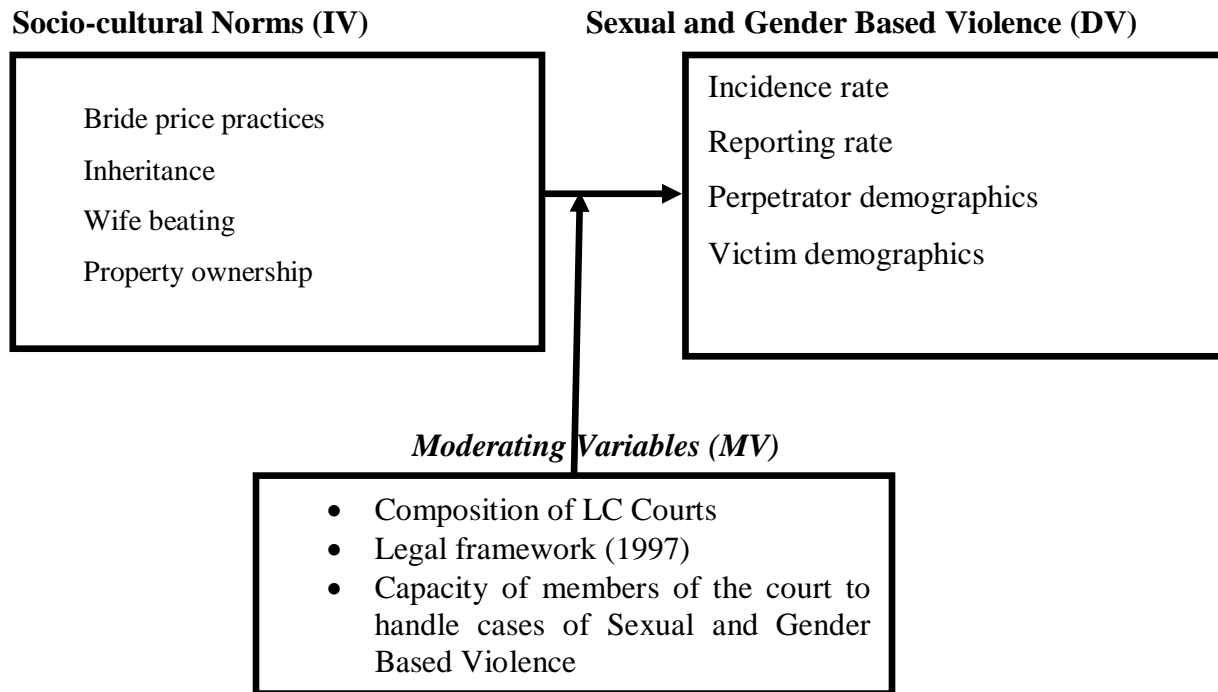 Socio-cultural Norms (IV)
Sexual and Gender Based Violence (DV)
Bride price practices
Inheritance
Wife beating
Property ownership
Incidence rate
Reporting rate
Perpetrator demographics
Victim demographics
Moderating Variables (MV)
• Composition of LC Courts
• Legal framework (1997)
• Capacity of members of the court to
handle cases of Sexual and Gender
Based Violence